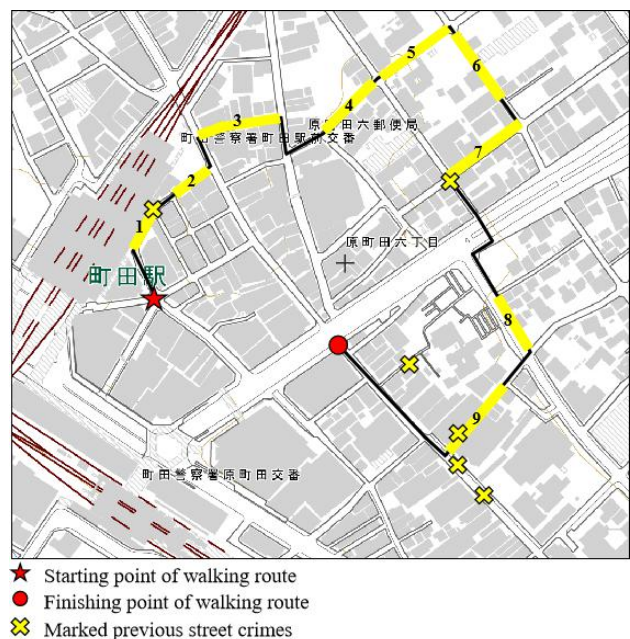 5
6
4
3
原町田六郵便局
町田警察署町田駅前交番
7
2
1
原町田六丁目
町田駅
8
9
町田警察署原町田交番
Starting point of walking route
Finishing point of walking route
Marked previous street crimes